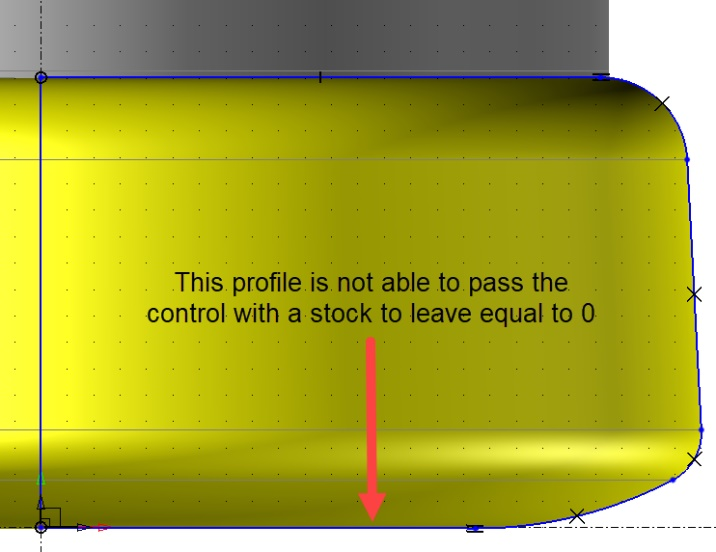 This profile is not able to pass the
control with a stock to leave equal to 0